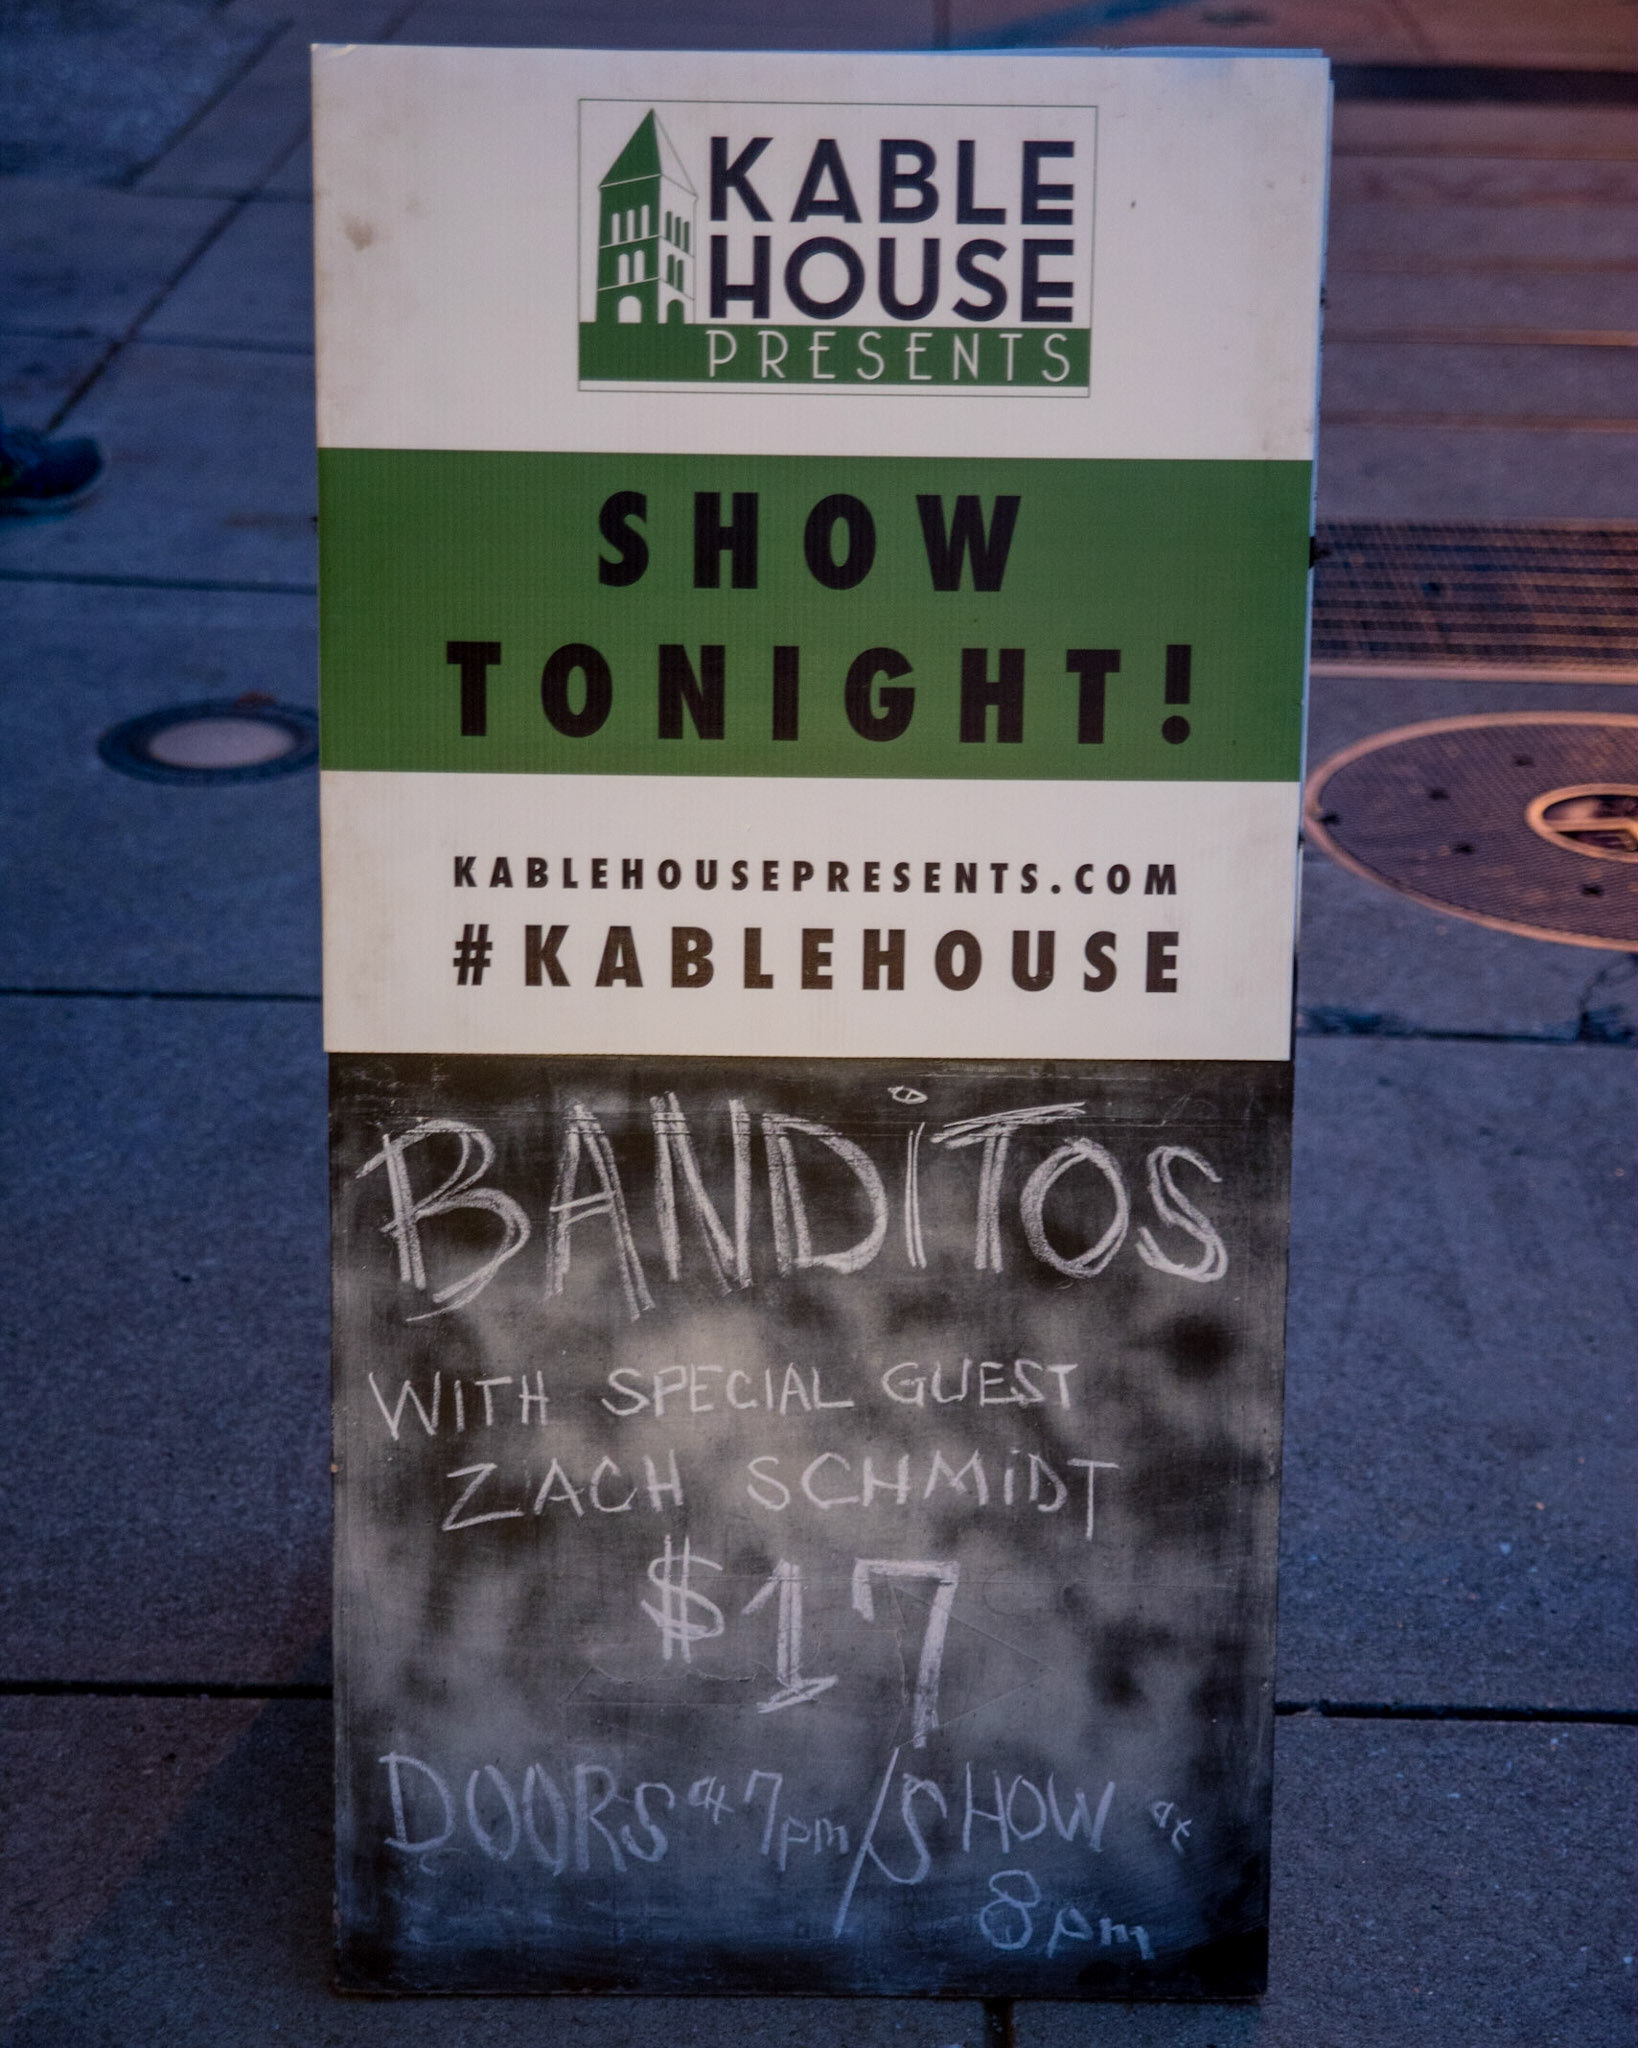 KABLE
HOUSE
PRESENTS
SHOW
TONIGHT!
KABLEHOUSEPRESENTS.COM
#KABLEHOUSE
BANDiTOS
WITH SPECIAL GUEST
ZACH SCHMiDT
$17
DOORS at 7pm/SHOW at
8pm